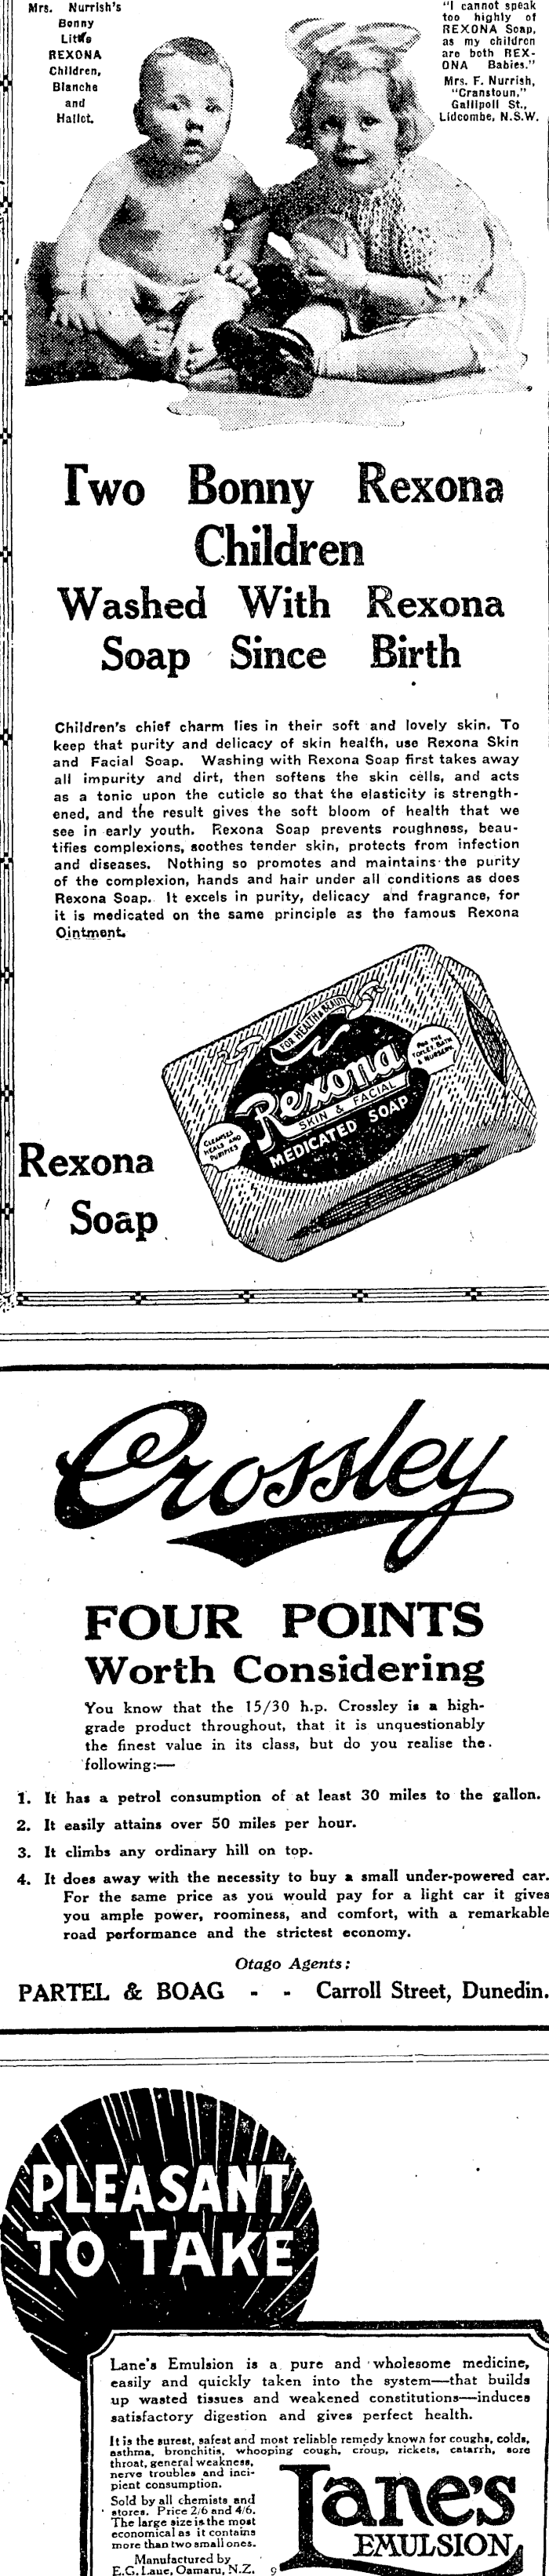 Mrs. Nurrish's
Bonny
Little
REXONA
Children,
Blanche
and
Hallet.
"I cannot speak
too highly of
REXONA Soap,
as my children
are both REX-
ONA Babies."
Mrs. F. Nurrish,
"Cranstoun,"
Gallipoli St.,
Lidcombe, N.S.W.
Two Bonny Rexona
Children
Washed With Rexona
Soap Since Birth
Children's chief charm lies in their soft and lovely skin. To
keep that purity and delicacy of skin health, use Rexona Skin
and Facial Soap. Washing with Rexona Soap first takes away
all impurity and dirt, then softens the skin cells, and acts
as a tonic upon the cuticle so that the elasticity is strength-
ened, and the result gives the soft bloom of health that we
see in early youth. Rexona Soap prevents roughness, beau-
tifies complexions, soothes tender skin, protects from infection
and diseases. Nothing so promotes and maintains the purity
of the complexion, hands and hair under all conditions as does
Rexona Soap. It excels in purity, delicacy and fragrance, for
it is medicated on the same principle as the famous Rexona
Ointment.
FOR HEALTH & BEAUTY
FOR THE
TOILET, BATH
& NURSERY
Rexona
SKIN & FACIAL
MEDICATED SOAP
CLEANSES
HEALS AND
PURIFIES
Rexona
Soap
Crossley
FOUR POINTS
Worth Considering
You know that the 15/30 h.p. Crossley is a high-
grade product throughout, that it is unquestionably
the finest value in its class, but do you realise the
following:—
1. It has a petrol consumption of at least 30 miles to the gallon.
2. It easily attains over 50 miles per hour.
3. It climbs any ordinary hill on top.
4. It does away with the necessity to buy a small under-powered car.
For the same price as you would pay for a light car it gives
you ample power, roominess, and comfort, with a remarkable
road performance and the strictest economy.
Otago Agents:
PARTEL & BOAG - - Carroll Street, Dunedin.
PLEASANT
TO TAKE
Lane's Emulsion is a pure and wholesome medicine,
easily and quickly taken into the system—that builds
up wasted tissues and weakened constitutions—induces
satisfactory digestion and gives perfect health.
It is the surest, safest and most reliable remedy known for coughs, colds,
asthma, bronchitis, whooping cough, croup, rickets, catarrh, sore
throat, general weakness,
nerve troubles and inci-
pient consumption.
Sold by all chemists and
stores. Price 2/6 and 4/6.
The large size is the most
economical as it contains
more than two small ones.
Manufactured by
E.G. Lane, Oamaru, N.Z. 9
Lane's
EMULSION